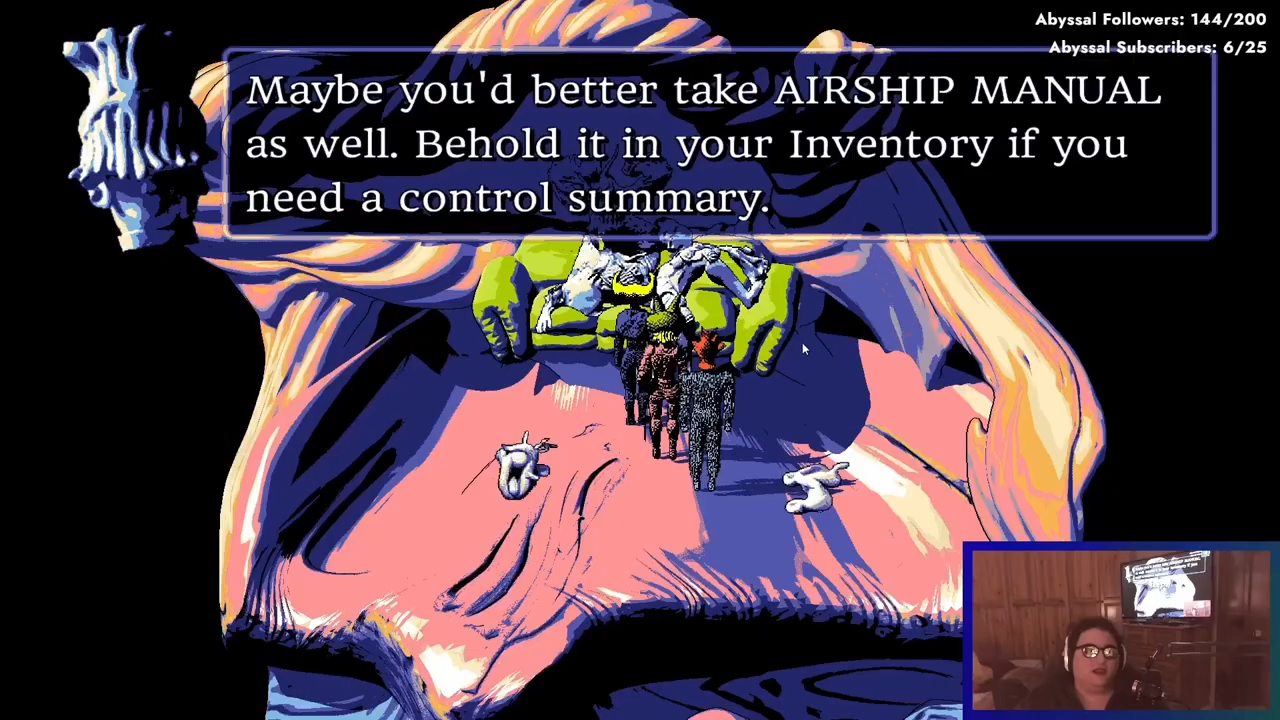 Abyssal Followers: 144/200
Abyssal Subscribers: 6/25
Maybe you'd better take AIRSHIP MANUAL
as well. Behold it in your Inventory if you
need a control summary.